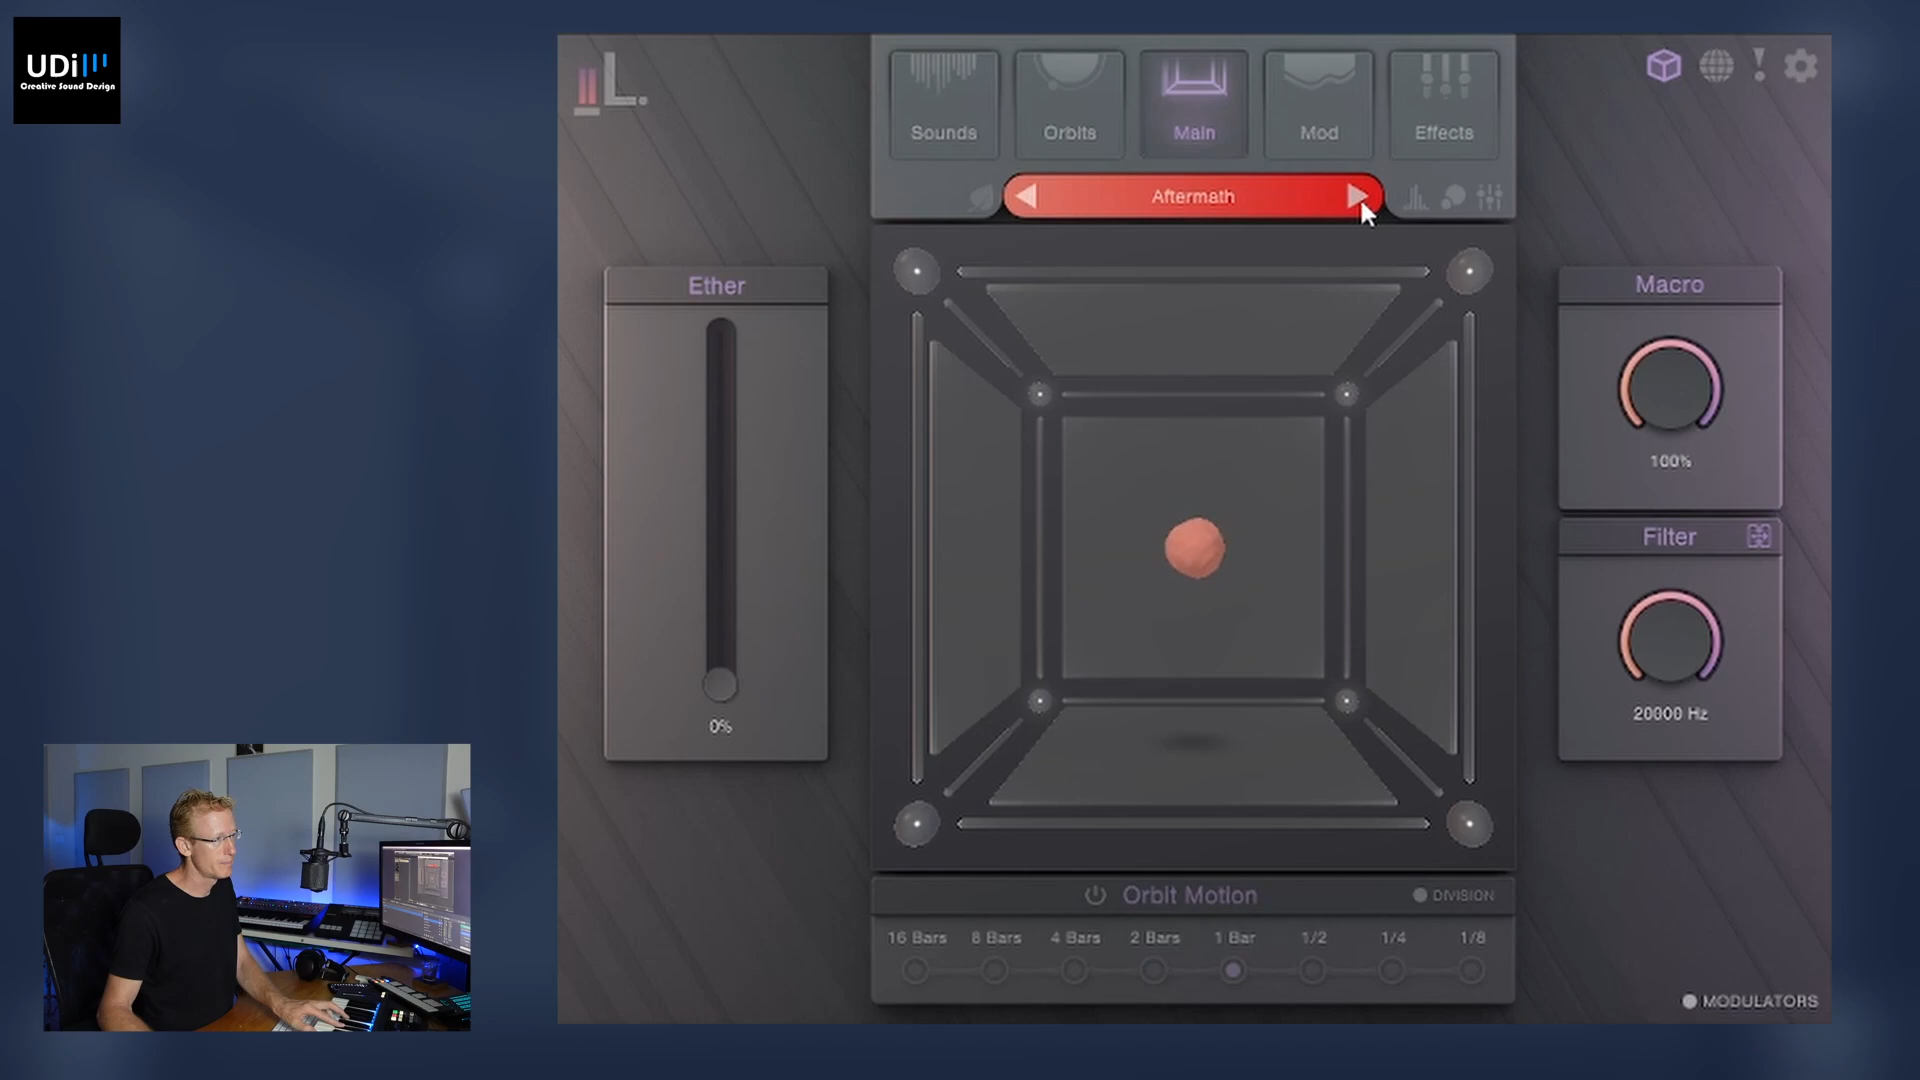 UDi
Creative Sound Design
L.
Sounds
Orbits
Main
Mod
Effects
Aftermath
Ether
0%
Macro
100%
Filter
20000 Hz
Orbit Motion
DIVISION
16 Bars
8 Bars
4 Bars
2 Bars
1 Bar
1/2
1/4
1/8
MODULATORS